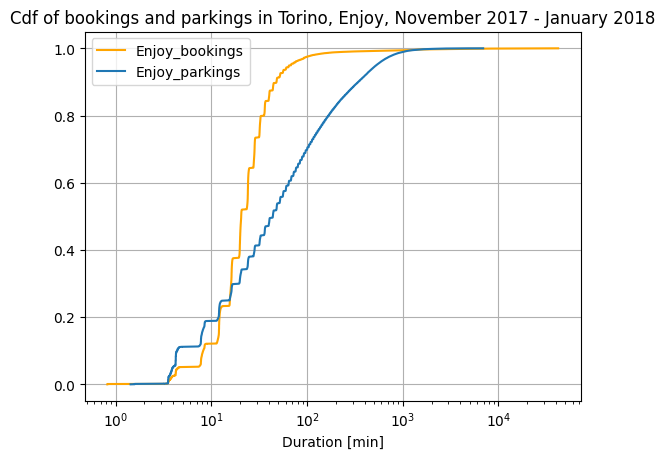 Cdf of bookings and parkings in Torino, Enjoy, November 2017 - January 2018
Enjoy_bookings
Enjoy_parkings
1.0
0.8
0.6
0.4
0.2
0.0
10⁰ 10¹ 10² 10³ 10⁴
Duration [min]